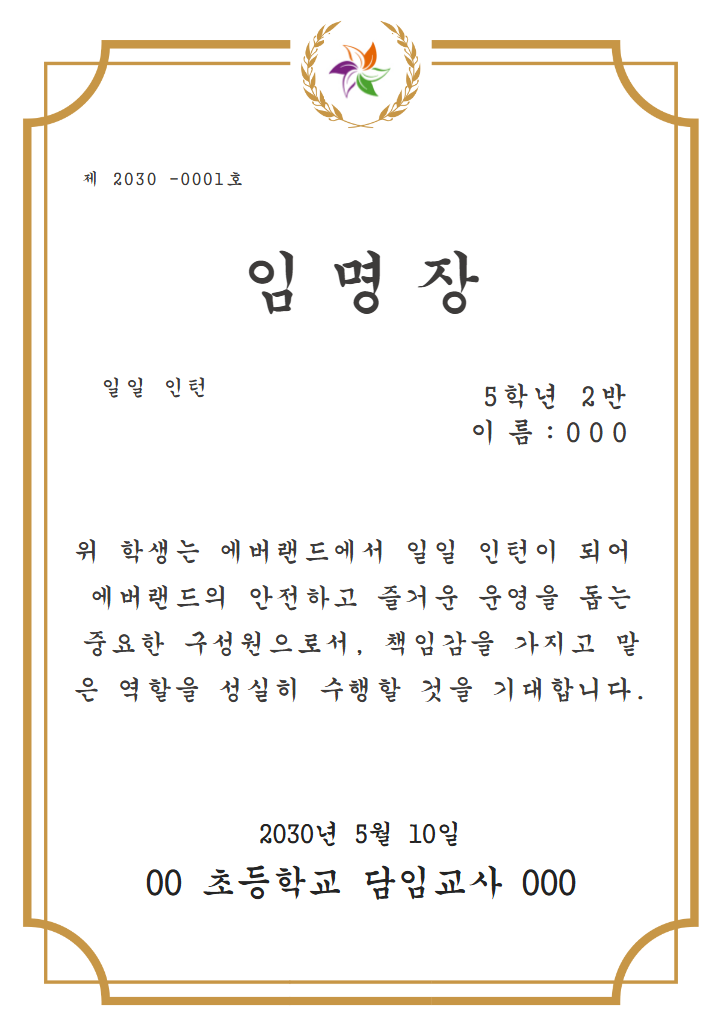 제 2030 -0001호
임 명 장
일일 인턴
5학년 2반
이 름 : 0 0 0
위 학생는 에버랜드에서 일일 인턴이 되어
에버랜드의 안전하고 즐거운 운영을 돕는
중요한 구성원으로서, 책임감을 가지고 맡
은 역할을 성실히 수행할 것을 기대합니다.
2030년 5월 10일
00 초등학교 담임교사 000